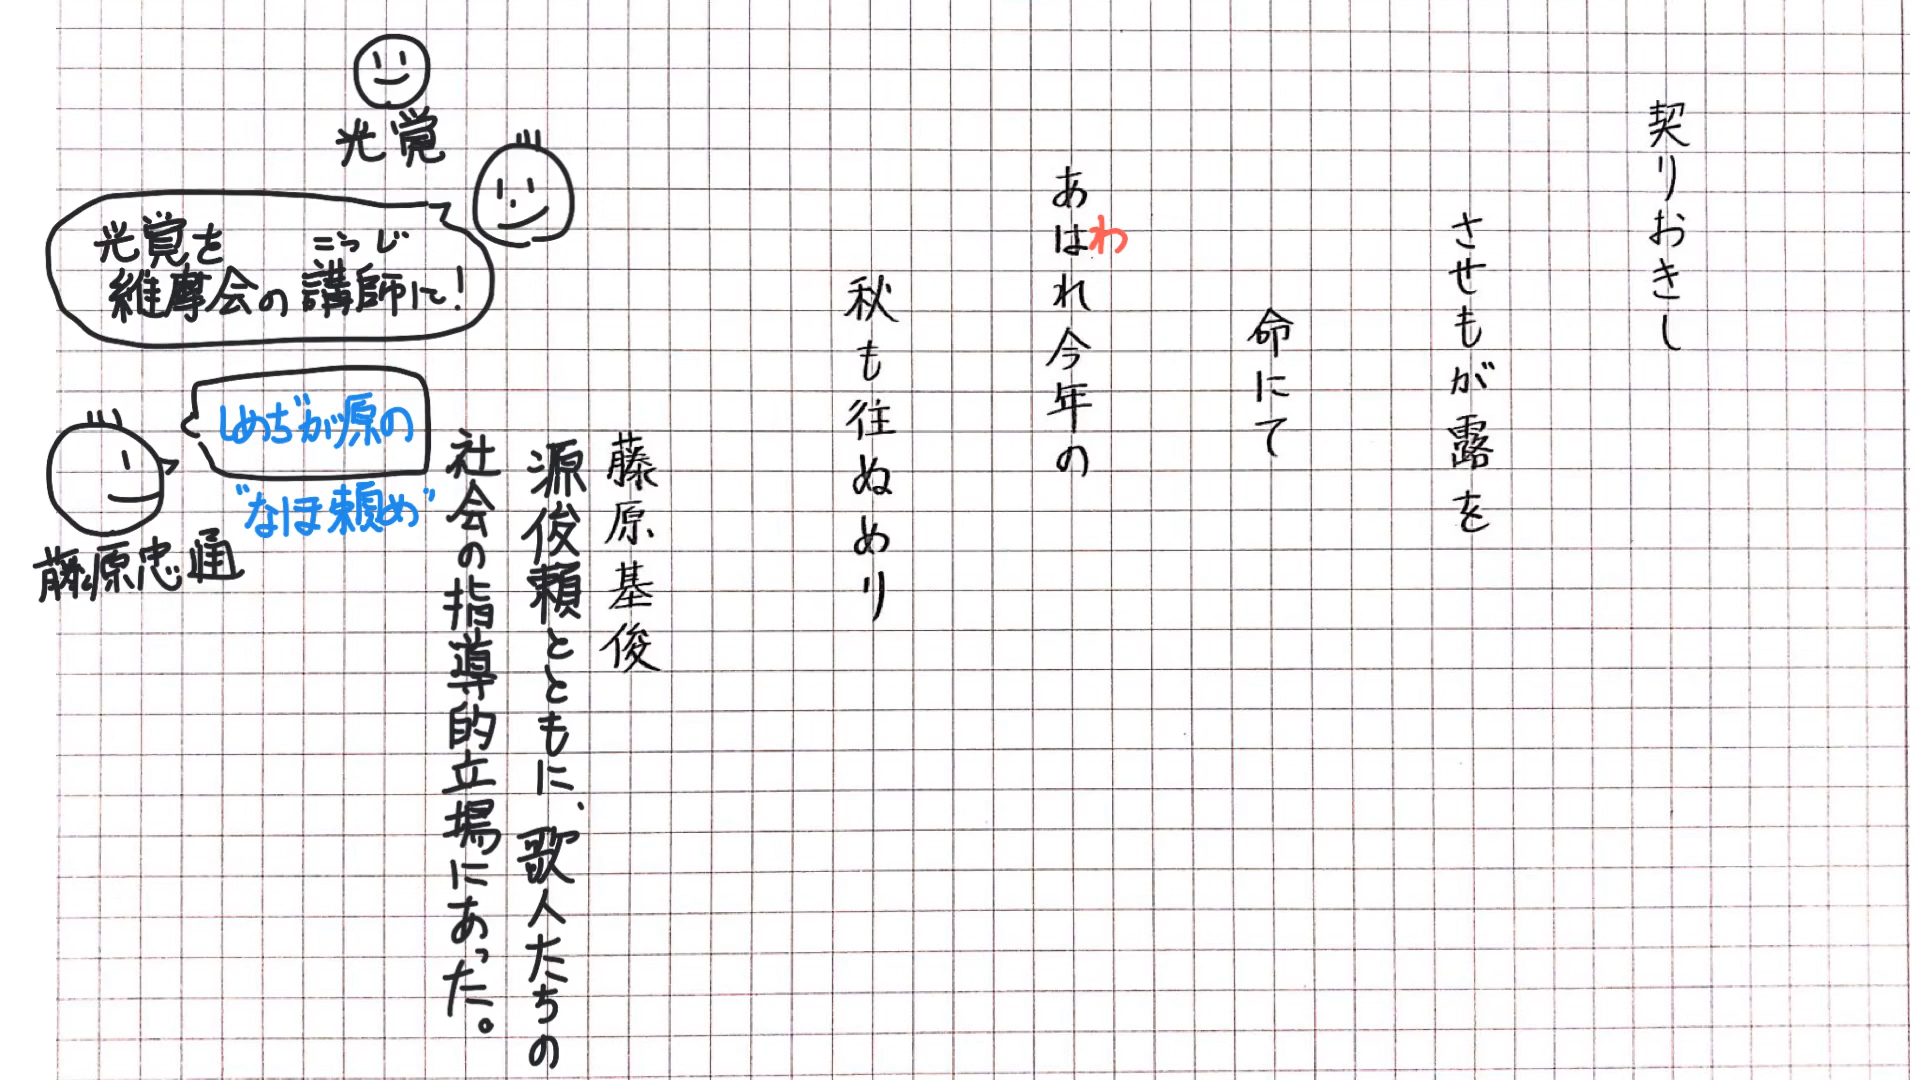 契りおきし
させもが露を
命にて
あはれ今年の
わ
秋も往ぬめり
藤原基俊
源俊頼とともに、歌人たちの
社会の指導的立場にあった。
光覚
光覚を
こうじ
維摩会の講師に!
しめぢが原の
"なほ頼め"
藤原忠通